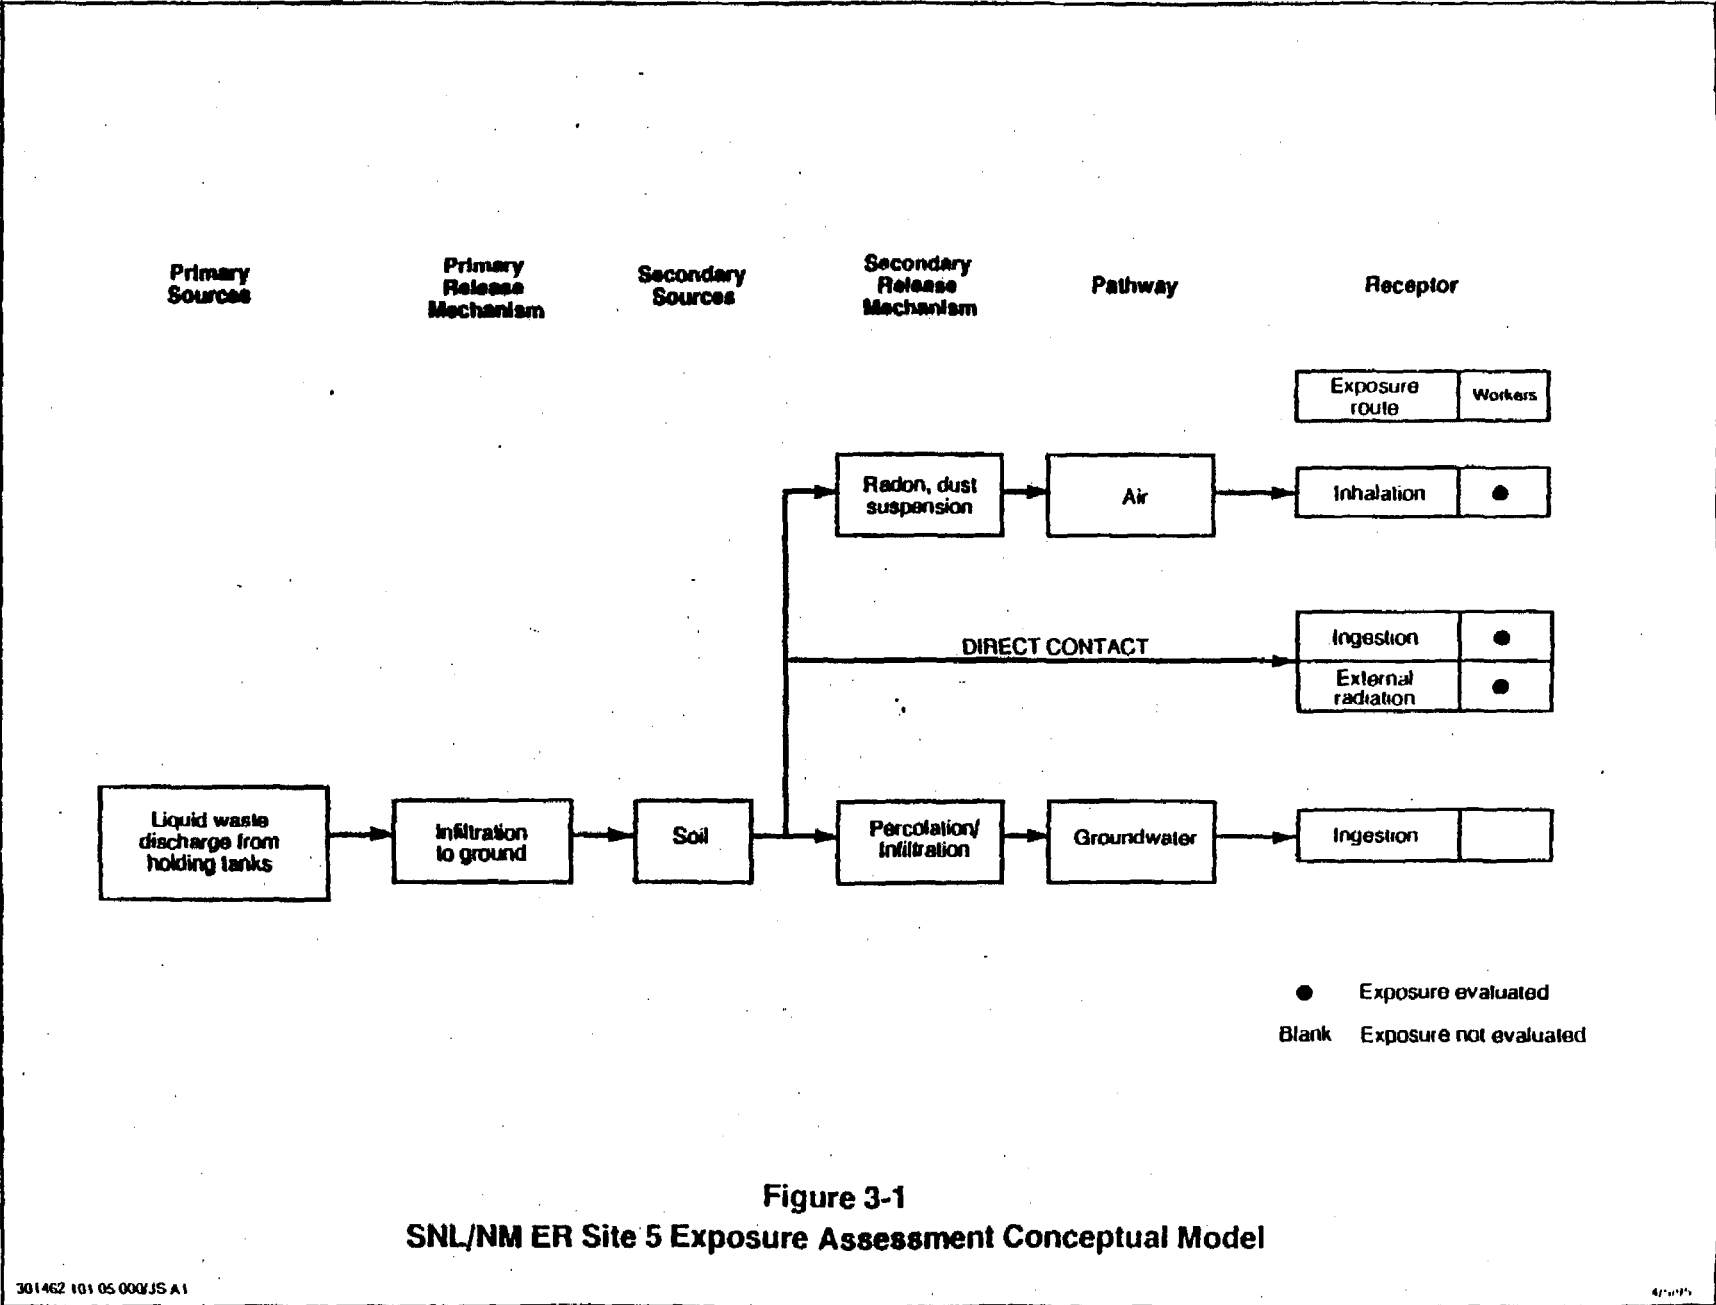 Primary
Sources
Primary
Release
Mechanism
Secondary
Sources
Secondary
Release
Mechanism
Pathway
Receptor
Exposure
route
Workers
Radon, dust
suspension
Air
Inhalation
DIRECT CONTACT
Ingestion
External
radiation
Liquid waste
discharge from
holding tanks
Infiltration
to ground
Soil
Percolation/
Infiltration
Groundwater
Ingestion
Exposure evaluated
Blank Exposure not evaluated
Figure 3-1
SNL/NM ER Site 5 Exposure Assessment Conceptual Model
301462 101 05 000/JS A1